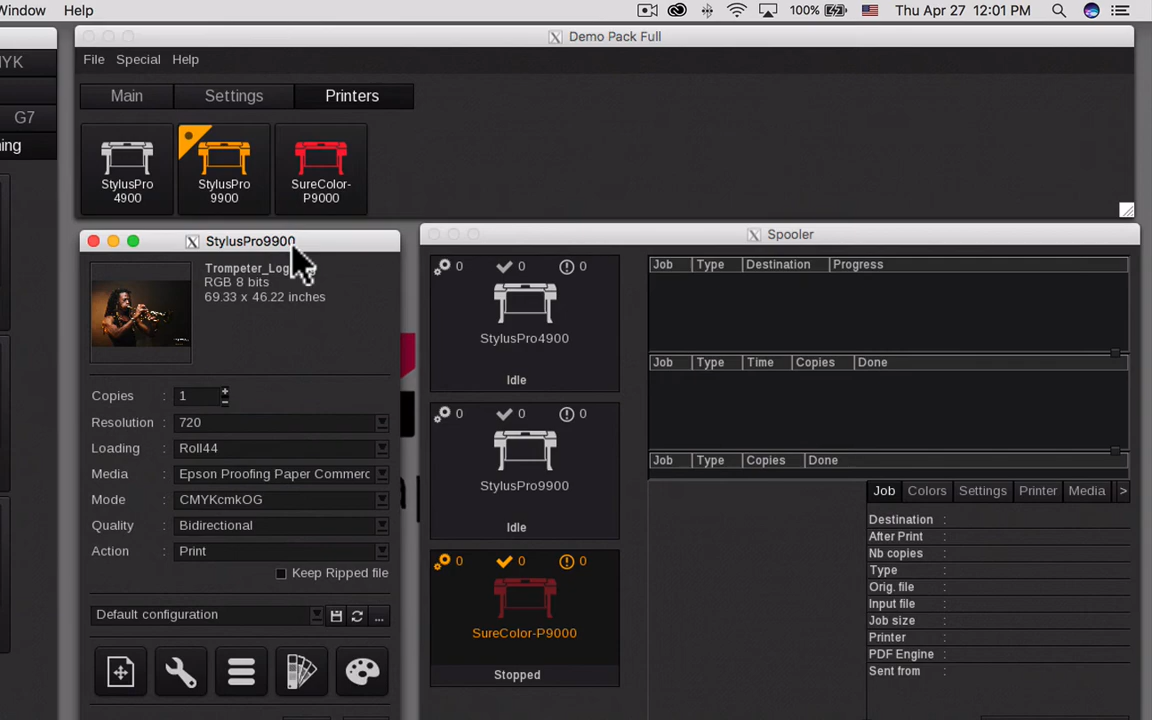 Window Help 100% Thu Apr 27 12:01 PM
Demo Pack Full
File Special Help
Main Settings Printers
StylusPro
4900
StylusPro
9900
SureColor-
P9000
YK
G7
ning
StylusPro9900
Trompeter_Log
RGB 8 bits
69.33 x 46.22 inches
Copies : 1
Resolution : 720
Loading : Roll44
Media : Epson Proofing Paper Commerc
Mode : CMYKcmkOG
Quality : Bidirectional
Action : Print
Keep Ripped file
Default configuration
...
Spooler
0 0 0
StylusPro4900
Idle
0 0 0
StylusPro9900
Idle
0 0 0
SureColor-P9000
Stopped
Job Type Destination Progress
Job Type Time Copies Done
Job Type Copies Done
Job Colors Settings Printer Media >
Destination :
After Print :
Nb copies :
Type :
Orig. file :
Input file :
Job size :
Printer :
PDF Engine :
Sent from :